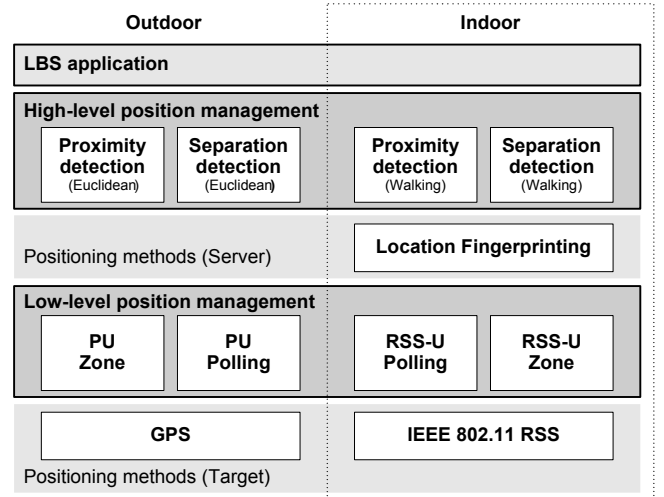 Outdoor
Indoor
LBS application
High-level position management
Proximity
detection
(Euclidean)
Separation
detection
(Euclidean)
Proximity
detection
(Walking)
Separation
detection
(Walking)
Positioning methods (Server)
Location Fingerprinting
Low-level position management
PU
Zone
PU
Polling
RSS-U
Polling
RSS-U
Zone
GPS
IEEE 802.11 RSS
Positioning methods (Target)